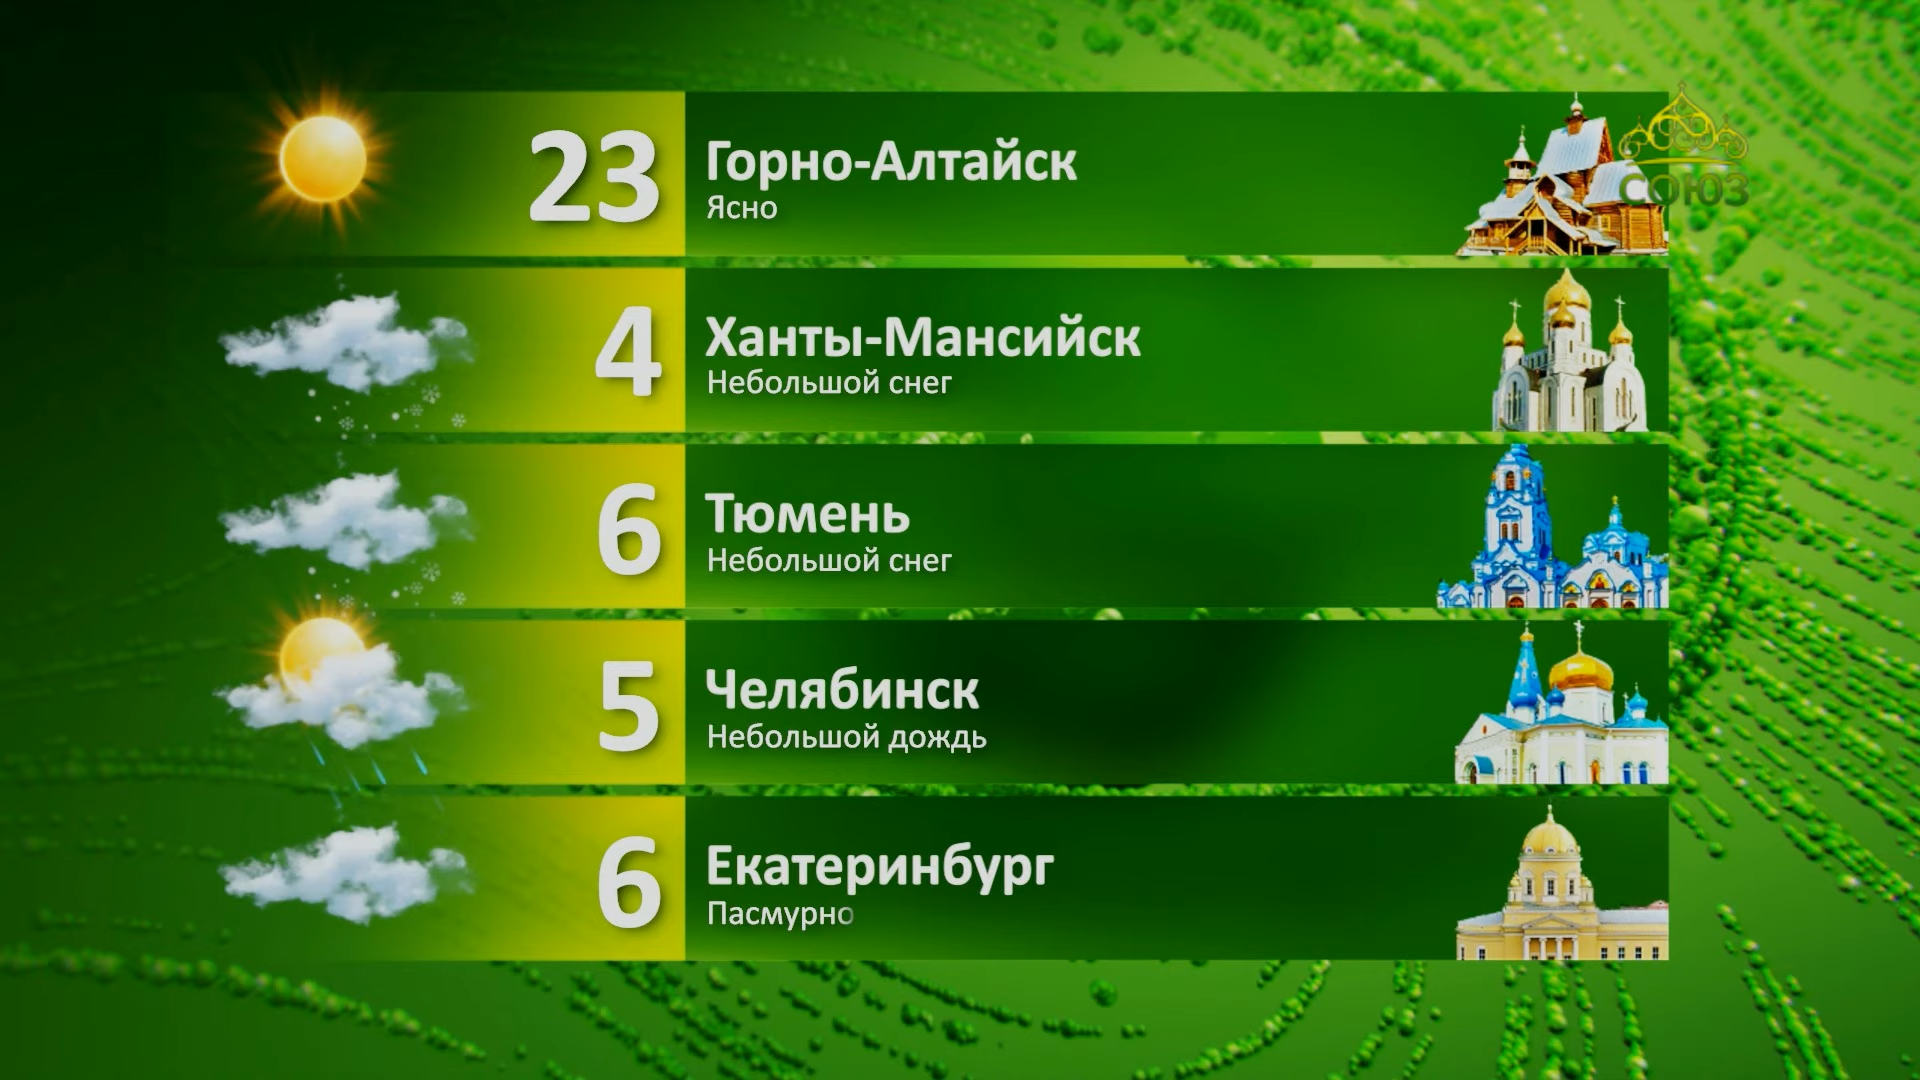 23
Горно-Алтайск
Ясно
СОЮЗ
4
Ханты-Мансийск
Небольшой снег
6
Тюмень
Небольшой снег
5
Челябинск
Небольшой дождь
6
Екатеринбург
Пасмурно